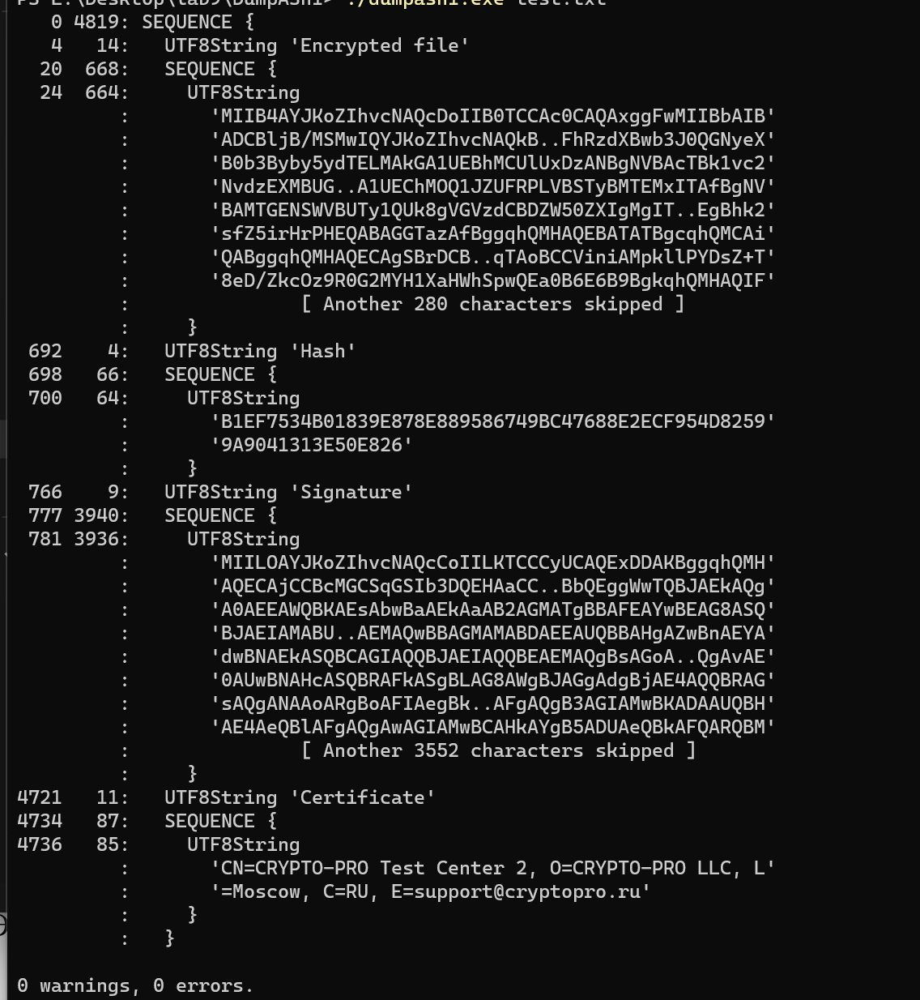 PS E:\Desktop\lab9\DumpASN1> ./dumpasn1.exe test.txt
0 4819: SEQUENCE {
4 14: UTF8String 'Encrypted file'
20 668: SEQUENCE {
24 664: UTF8String
: 'MIIB4AYJKoZIhvcNAQcDoIIB0TCCAc0CAQAxggFwMIIBbAIB'
: 'ADCBljB/MSMwIQYJKoZIhvcNAQkB..FhRzdXBwb3J0QGNyeX'
: 'B0b3Byby5ydTELMAkGA1UEBhMCUlUxDzANBgNVBAcTBk1vc2'
: 'NvdzEXMBUG..A1UEChMOQ1JZUFRPLVBSTyBMTEMxITAfBgNV'
: 'BAMTGENSWVBUTy1QUk8gVGVzdCBDZW50ZXIgMgIT..EgBhk2'
: 'sfZ5irHrPHEQABAGGTazAfBggqhQMHAQEBATATBgcqhQMCAi'
: 'QABggqhQMHAQECAgSBrDCB..qTAoBCCViniAMpkllPYDsZ+T'
: '8eD/ZkcOz9R0G2MYH1XaHWhSpwQEa0B6E6B9BgkqhQMHAQIF'
: [ Another 280 characters skipped ]
: }
692 4: UTF8String 'Hash'
698 66: SEQUENCE {
700 64: UTF8String
: 'B1EF7534B01839E878E889586749BC47688E2ECF954D8259'
: '9A9041313E50E826'
: }
766 9: UTF8String 'Signature'
777 3940: SEQUENCE {
781 3936: UTF8String
: 'MIILOAYJKoZIhvcNAQcCoIILKTCCCyUCAQExDDAKBggqhQMH'
: 'AQECAjCCBcMGCSqGSIb3DQEHAaCC..BbQEggWwTQBJAEkAQg'
: 'A0AEEAWQBKAEsAbwBaAEkAaAB2AGMATgBBAFEAYwBEAG8ASQ'
: 'BJAEIAMABU..AEMAQwBBAGMAMABDAEEAUQBBAHgAZwBnAEYA'
: 'dwBNAEkASQBCAGIAQQBJAEIAQQBEAEMAQgBsAGoA..QgAvAE'
: '0AUwBNAHcASQBRAFkASgBLAG8AWgBJAGgAdgBjAE4AQQBRAG'
: 'sAQgANAAoARgBoAFIAegBk..AFgAQgB3AGIAMwBKADAAUQBH'
: 'AE4AeQBlAFgAQgAwAGIAMwBCAHkAYgB5ADUAeQBkAFQARQBM'
: [ Another 3552 characters skipped ]
: }
4721 11: UTF8String 'Certificate'
4734 87: SEQUENCE {
4736 85: UTF8String
: 'CN=CRYPTO-PRO Test Center 2, O=CRYPTO-PRO LLC, L'
: '=Moscow, C=RU, E=support@cryptopro.ru'
: }
: }
0 warnings, 0 errors.